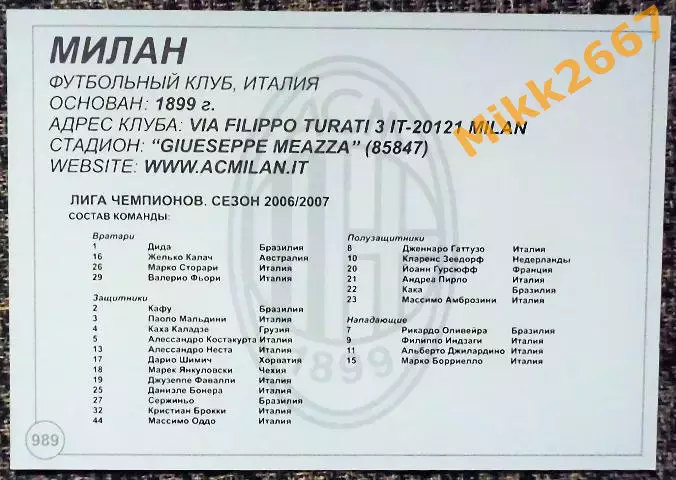 МИЛАН
ФУТБОЛЬНЫЙ КЛУБ, ИТАЛИЯ
ОСНОВАН: 1899 г.
АДРЕС КЛУБА: VIA FILIPPO TURATI 3 IT-20121 MILAN
СТАДИОН: “GIUESEPPE MEAZZA” (85847)
WEBSITE: WWW.ACMILAN.IT
Mikk2667
ЛИГА ЧЕМПИОНОВ. СЕЗОН 2006/2007
СОСТАВ КОМАНДЫ:
Вратари
1 Дида Бразилия
16 Желько Калач Австралия
26 Марко Сторари Италия
29 Валерио Фьори Италия
Защитники
2 Кафу Бразилия
3 Паоло Мальдини Италия
4 Каха Каладзе Грузия
5 Алессандро Костакурта Италия
13 Алессандро Неста Италия
17 Дарио Шимич Хорватия
18 Марек Янкуловски Чехия
19 Джузеппе Фавалли Италия
25 Даниэле Бонера Италия
27 Сержиньо Бразилия
32 Кристиан Брокки Италия
44 Массимо Оддо Италия
Полузащитники
8 Дженнаро Гаттузо Италия
10 Кларенс Зеедорф Недерланды
20 Йоанн Гурсюфф Франция
21 Андреа Пирло Италия
22 Кака Бразилия
23 Массимо Амброзини Италия
Нападающие
7 Рикардо Оливейра Бразилия
9 Филиппо Индзаги Италия
11 Альберто Джилардино Италия
15 Марко Борриелло Италия
ACM
1899
989